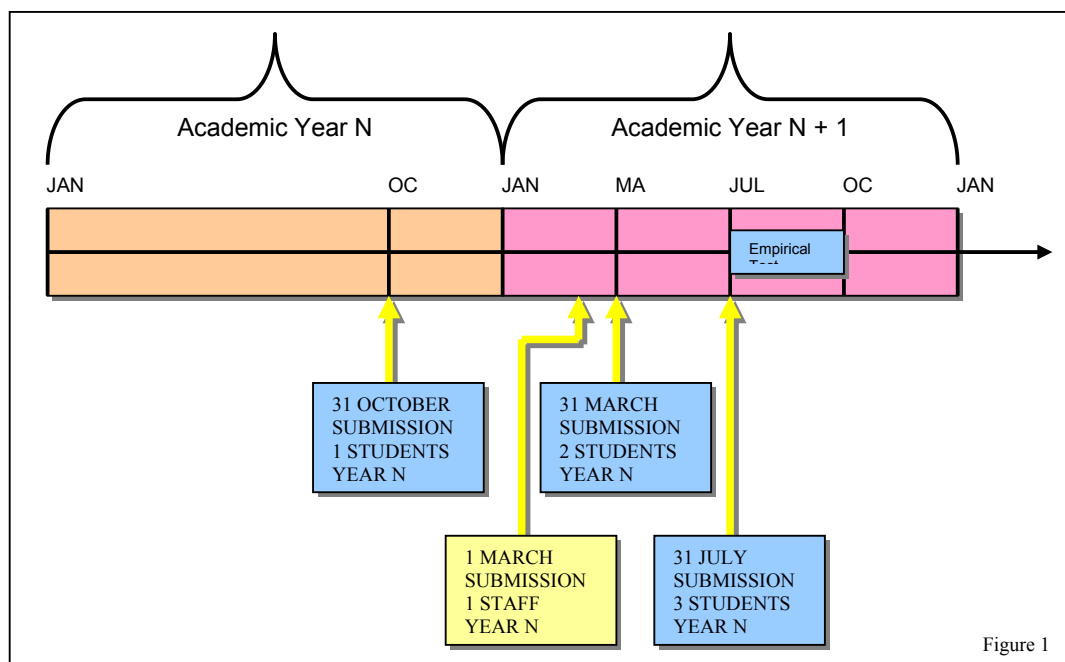 Academic Year N
Academic Year N + 1
JAN
OC
JAN
MA
JUL
OC
JAN
Empirical
31 OCTOBER
SUBMISSION
1 STUDENTS
YEAR N
31 MARCH
SUBMISSION
2 STUDENTS
YEAR N
1 MARCH
SUBMISSION
1 STAFF
YEAR N
31 JULY
SUBMISSION
3 STUDENTS
YEAR N
Figure 1